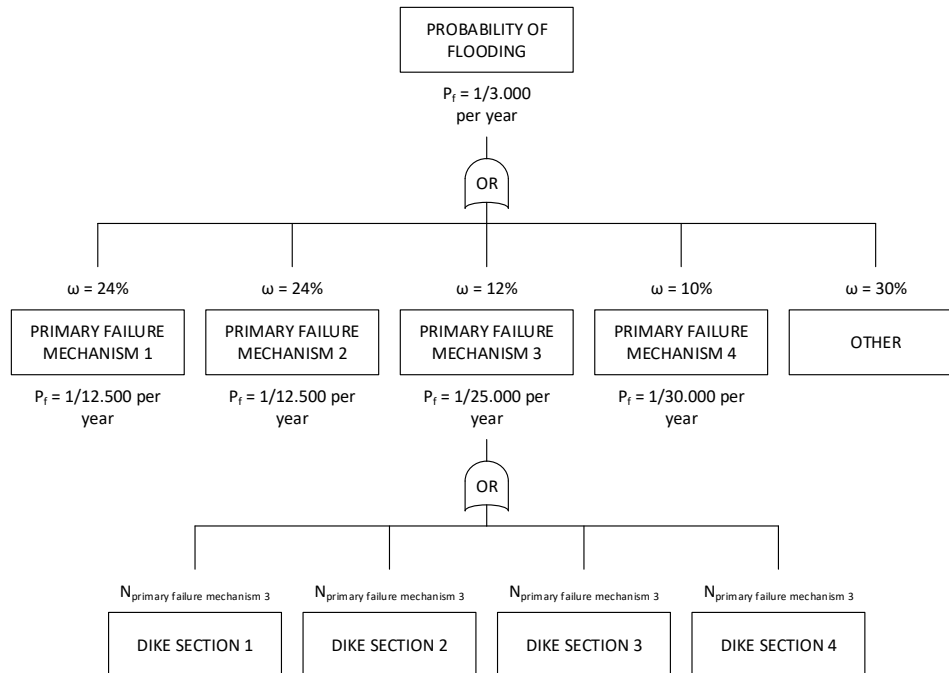 PROBABILITY OF
FLOODING
Pf = 1/3.000
per year
OR
ω = 24%
ω = 24%
ω = 12%
ω = 10%
ω = 30%
PRIMARY FAILURE
MECHANISM 1
PRIMARY FAILURE
MECHANISM 2
PRIMARY FAILURE
MECHANISM 3
PRIMARY FAILURE
MECHANISM 4
OTHER
Pf = 1/12.500 per
year
Pf = 1/12.500 per
year
Pf = 1/25.000 per
year
Pf = 1/30.000 per
year
OR
Nprimary failure mechanism 3
Nprimary failure mechanism 3
Nprimary failure mechanism 3
Nprimary failure mechanism 3
DIKE SECTION 1
DIKE SECTION 2
DIKE SECTION 3
DIKE SECTION 4